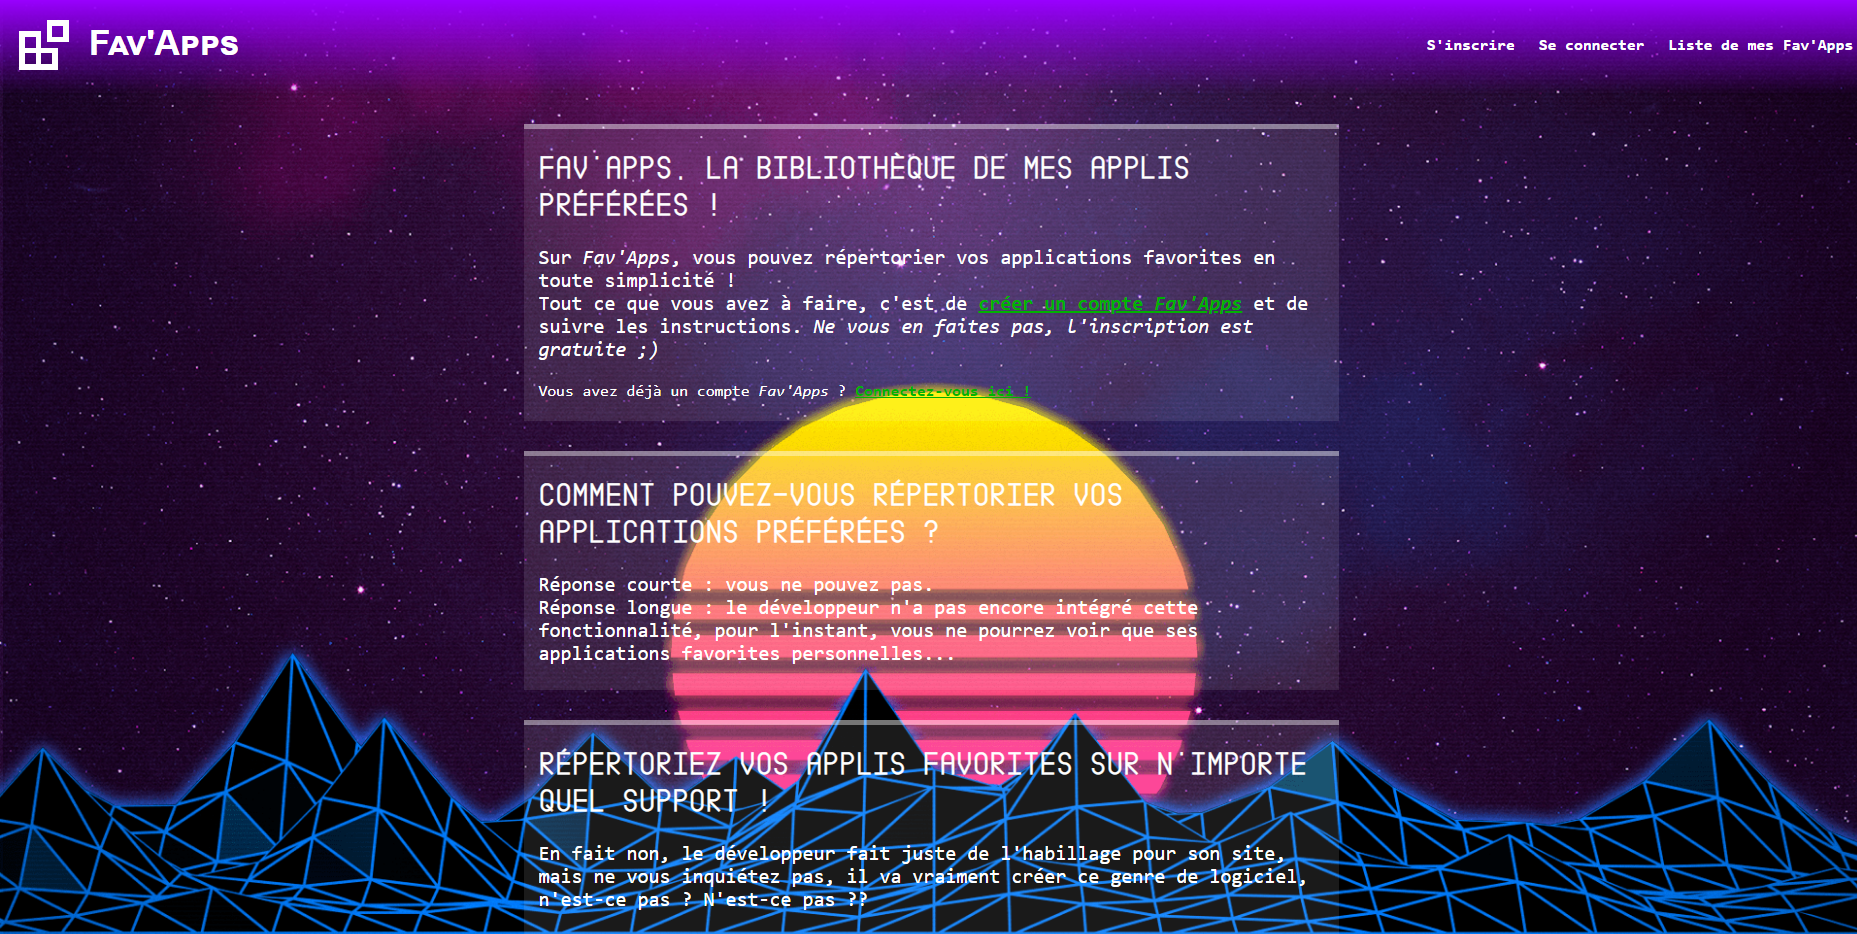 Fav'Apps
S'inscrire Se connecter Liste de mes Fav'Apps
FAV'APPS, LA BIBLIOTHÈQUE DE MES APPLIS
PRÉFÉRÉES !
Sur Fav'Apps, vous pouvez répertorier vos applications favorites en
toute simplicité !
Tout ce que vous avez à faire, c'est de créer un compte Fav'Apps et de
suivre les instructions. Ne vous en faites pas, l'inscription est
gratuite ;)
Vous avez déjà un compte Fav'Apps ? Connectez-vous ici !
COMMENT POUVEZ-VOUS RÉPERTORIER VOS
APPLICATIONS PRÉFÉRÉES ?
Réponse courte : vous ne pouvez pas.
Réponse longue : le développeur n'a pas encore intégré cette
fonctionnalité, pour l'instant, vous ne pourrez voir que ses
applications favorites personnelles...
RÉPERTORIEZ VOS APPLIS FAVORITES SUR N'IMPORTE
QUEL SUPPORT !
En fait non, le développeur fait juste de l'habillage pour son site,
mais ne vous inquiétez pas, il va vraiment créer ce genre de logiciel,
n'est-ce pas ? N'est-ce pas ??